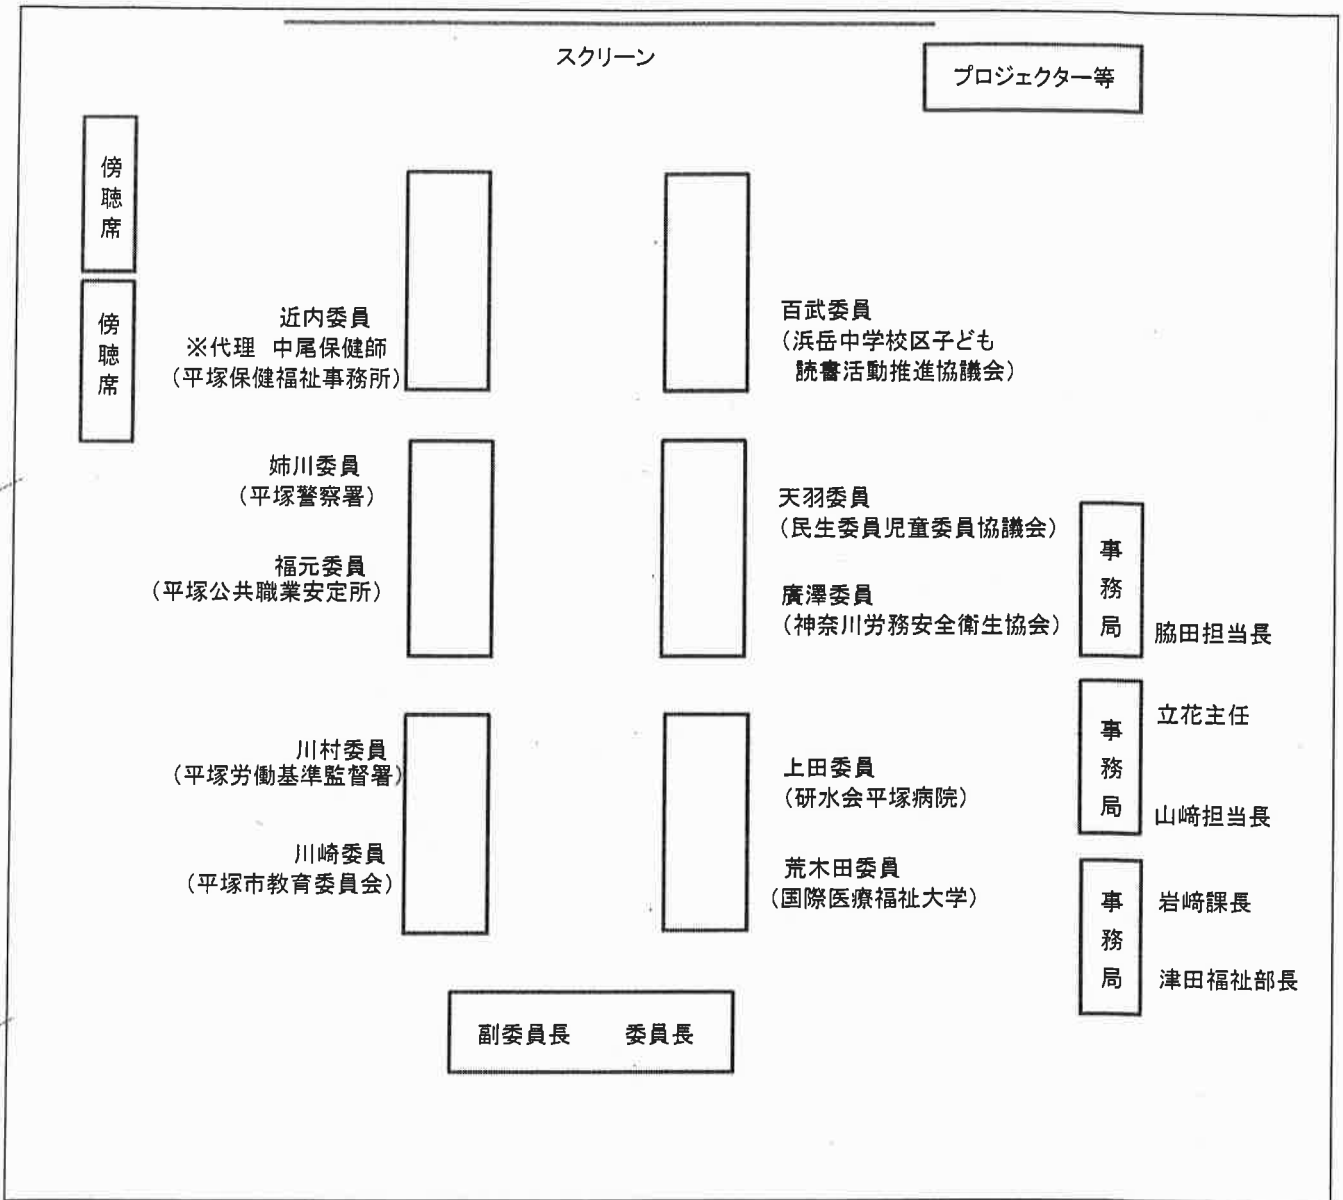 スクリーン
プロジェクター等
傍聴席
傍聴席
近内委員
※代理 中尾保健師
(平塚保健福祉事務所)
姉川委員
(平塚警察署)
福元委員
(平塚公共職業安定所)
川村委員
(平塚労働基準監督署)
川崎委員
(平塚市教育委員会)
百武委員
(浜岳中学校区子ども
読書活動推進協議会)
天羽委員
(民生委員児童委員協議会)
廣澤委員
(神奈川労務安全衛生協会)
上田委員
(研水会平塚病院)
荒木田委員
(国際医療福祉大学)
事務局
脇田担当長
事務局
立花主任
山﨑担当長
事務局
岩﨑課長
津田福祉部長
副委員長 委員長